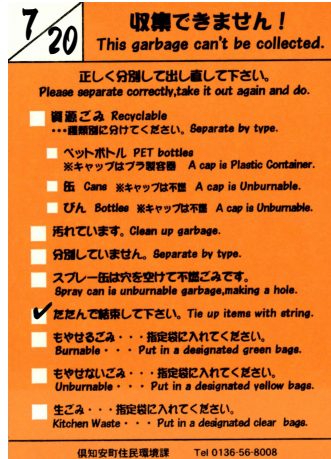 7/20
収集できません！
This garbage can't be collected.
正しく分別して出し直して下さい。
Please separate correctly,take it out again and do.
資源ごみ Recyclable
･･･種類別に分けてください。 Separate by type.
ペットボトル PET bottles
※キャップはプラ製容器 A cap is Plastic Container.
缶 Cans ※キャップは不燃 A cap is Unburnable.
びん Bottles ※キャップは不燃 A cap is Unburnable.
汚れています。Clean up garbage.
分別していません。Separate by type.
スプレー缶は穴を空けて不燃ごみです。
Spray can is unburnable garbage,making a hole.
たたんで結束して下さい。Tie up items with string.
もやせるごみ・・・指定袋に入れてください。
Burnable・・・ Put in a designated green bags.
もやせないごみ・・・指定袋に入れてください。
Unburnable・・・ Put in a designated yellow bags.
生ごみ・・・指定袋に入れてください。
Kitchen Waste・・・ Put in a designated clear bags.
倶知安町住民環境課 Tel 0136-56-8008